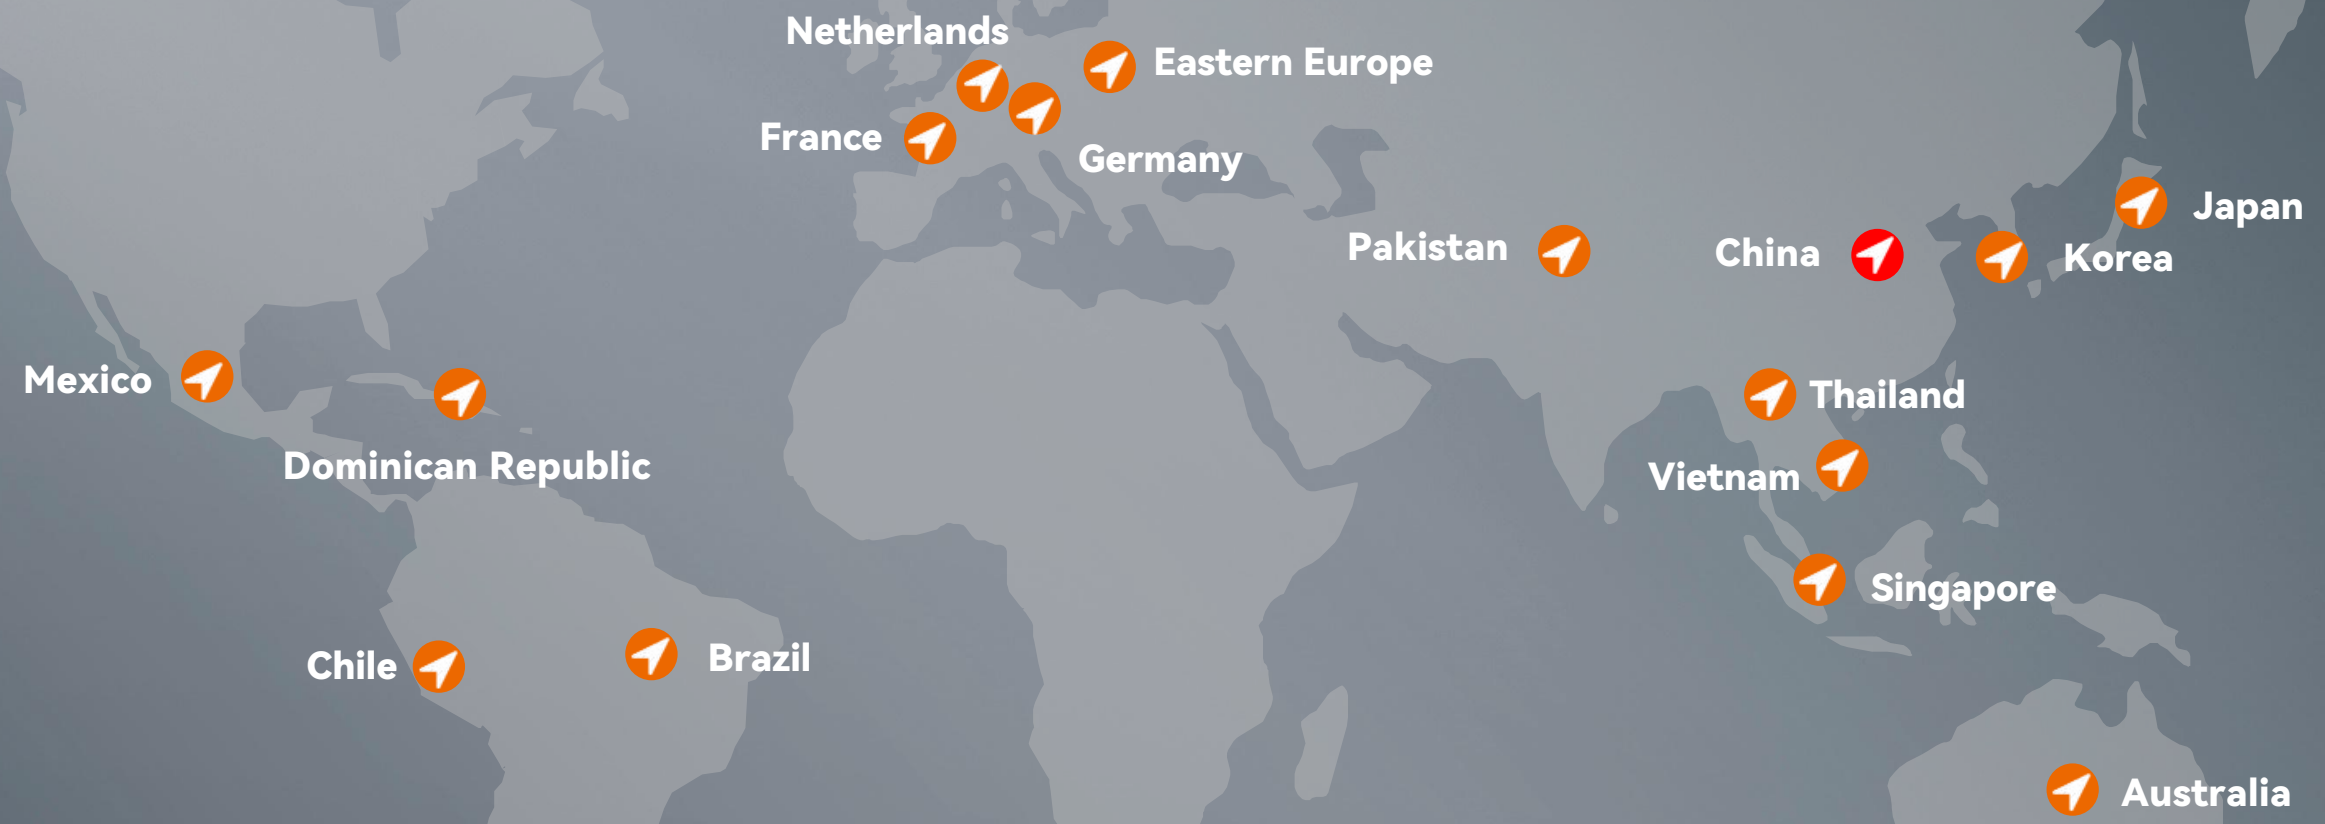 Netherlands
Eastern Europe
France
Germany
Japan
Pakistan
China
Korea
Mexico
Thailand
Dominican Republic
Vietnam
Singapore
Chile
Brazil
Australia